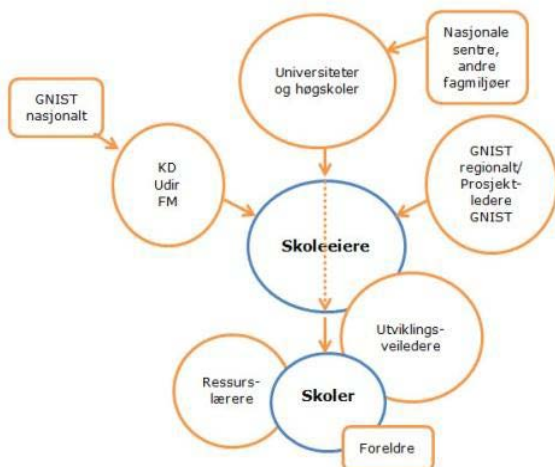 Nasjonale
sentre,
andre
fagmiljøer
Universiteter
og høgskoler
GNIST
nasjonalt
KD
Udir
FM
GNIST
regionalt/
Prosjekt-
ledere
GNIST
Skoleeiere
Utviklings-
veiledere
Ressurs-
lærere
Skoler
Foreldre